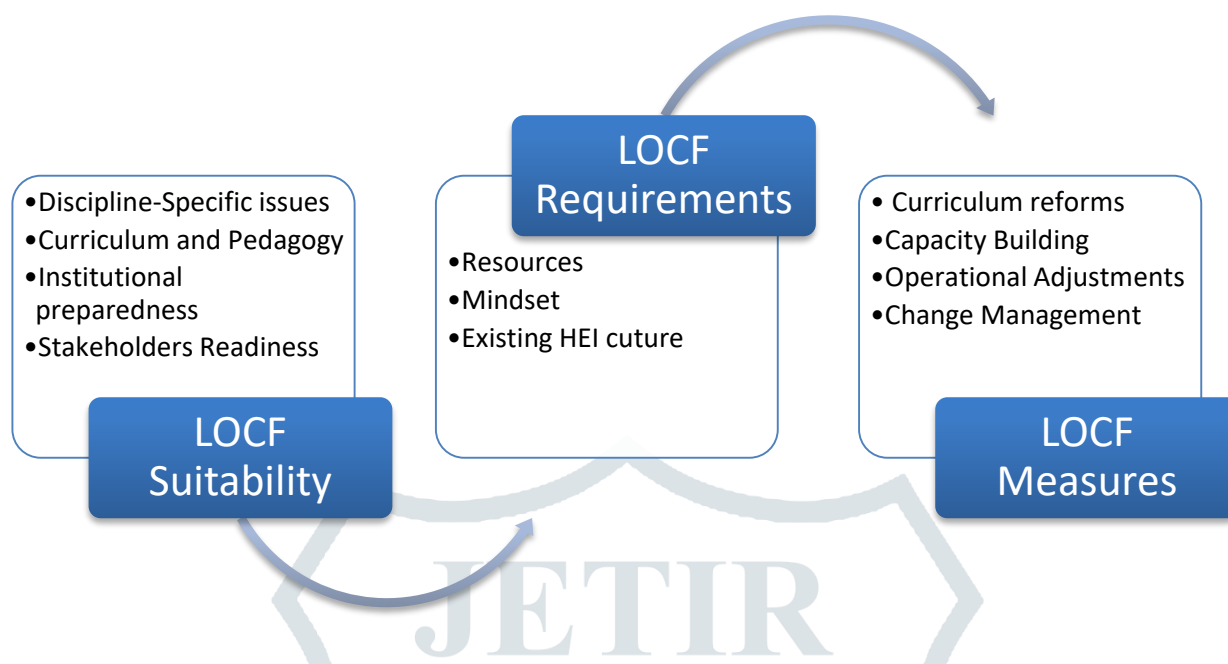 •Discipline-Specific issues
•Curriculum and Pedagogy
•Institutional
preparedness
•Stakeholders Readiness
LOCF
Suitability
LOCF
Requirements
•Resources
•Mindset
•Existing HEI cuture
• Curriculum reforms
•Capacity Building
•Operational Adjustments
•Change Management
LOCF
Measures
JETIR